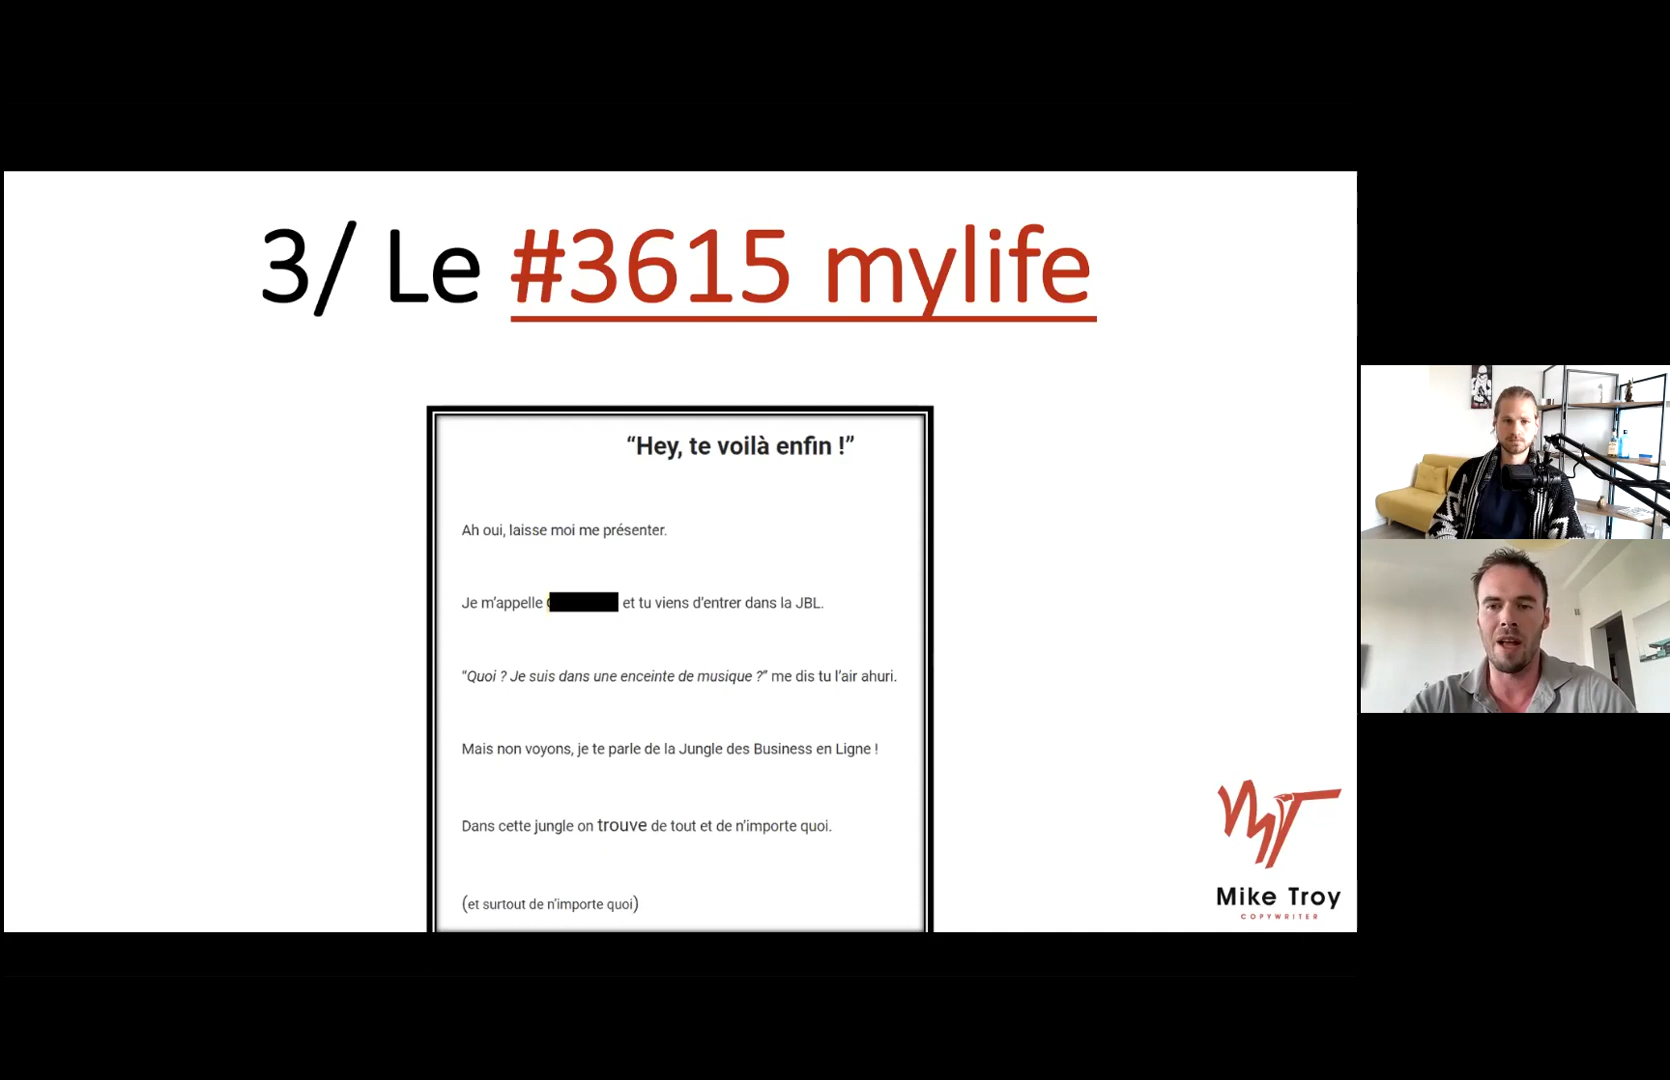 3/ Le #3615 mylife
“Hey, te voilà enfin !”
Ah oui, laisse moi me présenter.
Je m’appelle et tu viens d’entrer dans la JBL.
“Quoi ? Je suis dans une enceinte de musique ?” me dis tu l’air ahuri.
Mais non voyons, je te parle de la Jungle des Business en Ligne !
Dans cette jungle on trouve de tout et de n’importe quoi.
(et surtout de n’importe quoi)
MT
Mike Troy
COPYWRITER